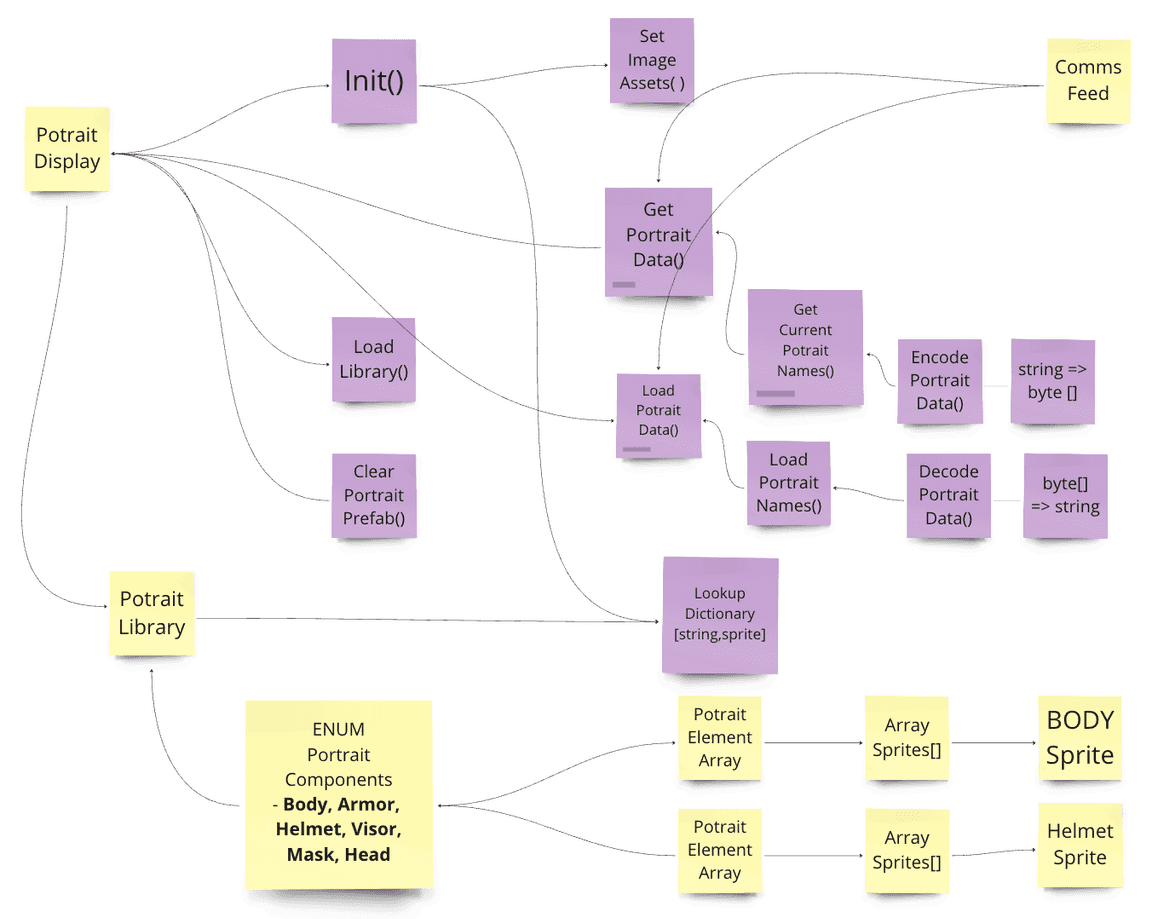 Set
Image
Assets( )
Init()
Comms
Feed
Potrait
Display
Get
Portrait
Data()
Get
Current
Potrait
Names()
Load
Library()
Encode
Portrait
Data()
string =>
byte []
Load
Potrait
Data()
Clear
Portrait
Prefab()
Load
Portrait
Names()
Decode
Portrait
Data()
byte[]
=> string
Potrait
Library
Lookup
Dictionary
[string,sprite]
ENUM
Portrait
Components
- Body, Armor,
Helmet, Visor,
Mask, Head
Potrait
Element
Array
Array
Sprites[]
BODY
Sprite
Potrait
Element
Array
Array
Sprites[]
Helmet
Sprite